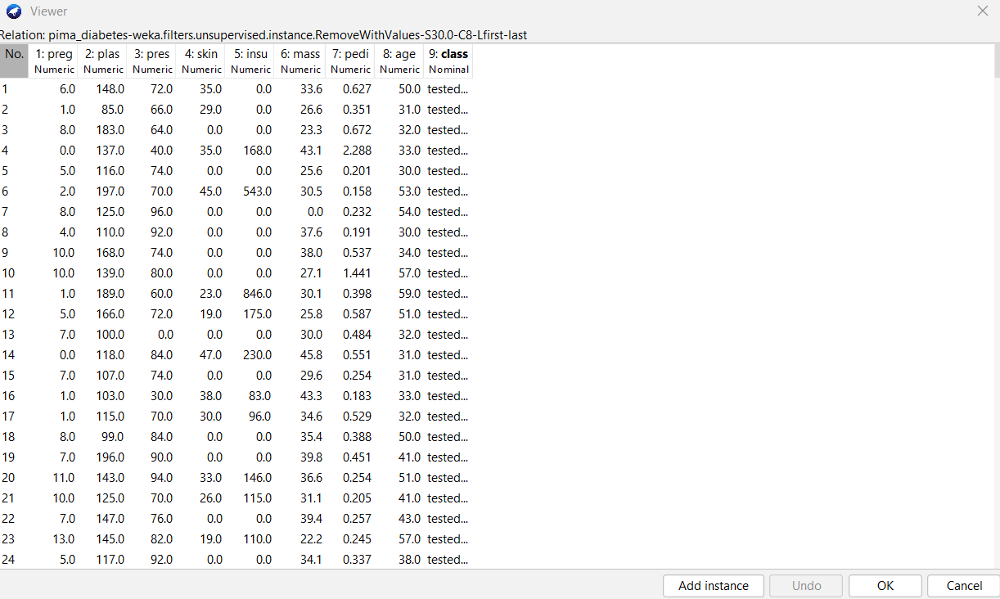 Viewer
Relation: pima_diabetes-weka.filters.unsupervised.instance.RemoveWithValues-S30.0-C8-Lfirst-last
No. 1: preg 2: plas 3: pres 4: skin 5: insu 6: mass 7: pedi 8: age 9: class
Numeric Numeric Numeric Numeric Numeric Numeric Numeric Numeric Nominal
1 6.0 148.0 72.0 35.0 0.0 33.6 0.627 50.0 tested...
2 1.0 85.0 66.0 29.0 0.0 26.6 0.351 31.0 tested...
3 8.0 183.0 64.0 0.0 0.0 23.3 0.672 32.0 tested...
4 0.0 137.0 40.0 35.0 168.0 43.1 2.288 33.0 tested...
5 5.0 116.0 74.0 0.0 0.0 25.6 0.201 30.0 tested...
6 2.0 197.0 70.0 45.0 543.0 30.5 0.158 53.0 tested...
7 8.0 125.0 96.0 0.0 0.0 0.0 0.232 54.0 tested...
8 4.0 110.0 92.0 0.0 0.0 37.6 0.191 30.0 tested...
9 10.0 168.0 74.0 0.0 0.0 38.0 0.537 34.0 tested...
10 10.0 139.0 80.0 0.0 0.0 27.1 1.441 57.0 tested...
11 1.0 189.0 60.0 23.0 846.0 30.1 0.398 59.0 tested...
12 5.0 166.0 72.0 19.0 175.0 25.8 0.587 51.0 tested...
13 7.0 100.0 0.0 0.0 0.0 30.0 0.484 32.0 tested...
14 0.0 118.0 84.0 47.0 230.0 45.8 0.551 31.0 tested...
15 7.0 107.0 74.0 0.0 0.0 29.6 0.254 31.0 tested...
16 1.0 103.0 30.0 38.0 83.0 43.3 0.183 33.0 tested...
17 1.0 115.0 70.0 30.0 96.0 34.6 0.529 32.0 tested...
18 8.0 99.0 84.0 0.0 0.0 35.4 0.388 50.0 tested...
19 7.0 196.0 90.0 0.0 0.0 39.8 0.451 41.0 tested...
20 11.0 143.0 94.0 33.0 146.0 36.6 0.254 51.0 tested...
21 10.0 125.0 70.0 26.0 115.0 31.1 0.205 41.0 tested...
22 7.0 147.0 76.0 0.0 0.0 39.4 0.257 43.0 tested...
23 13.0 145.0 82.0 19.0 110.0 22.2 0.245 57.0 tested...
24 5.0 117.0 92.0 0.0 0.0 34.1 0.337 38.0 tested...
Add instance Undo OK Cancel